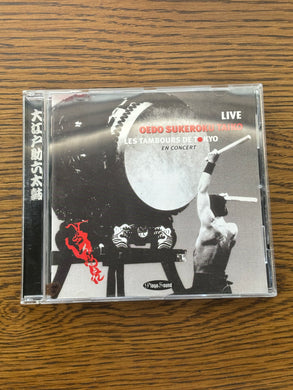 大江戸助六太鼓
LIVE
OEDO SUKEROKU TAIKO
LES TAMBOURS DE TOKYO
EN CONCERT